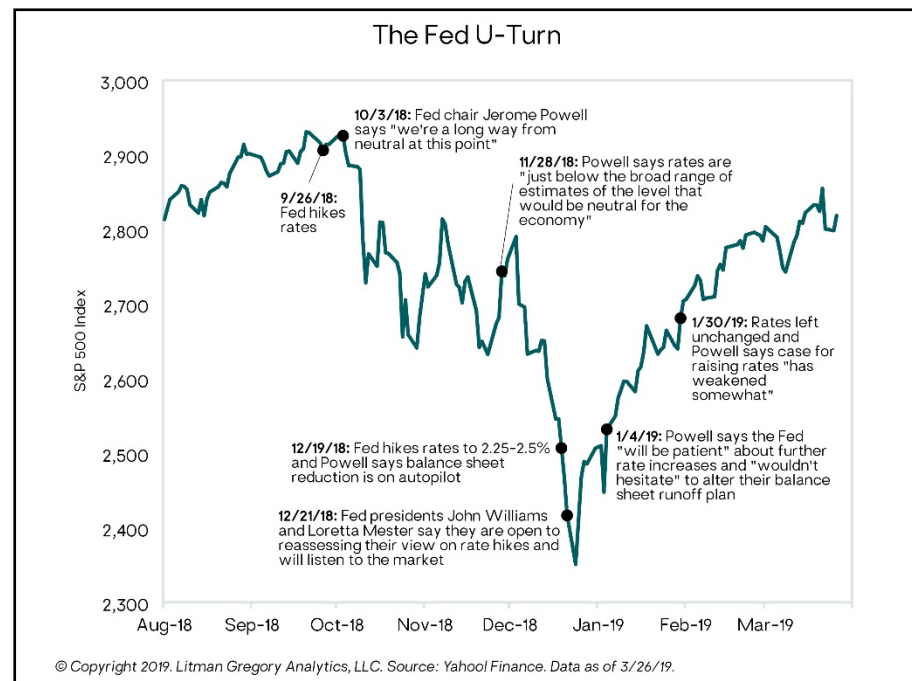 The Fed U-Turn
3,000
10/3/18: Fed chair Jerome Powell
says "we're a long way from
neutral at this point"
2,900
11/28/18: Powell says rates are
"just below the broad range of
estimates of the level that
would be neutral for the
economy"
9/26/18:
Fed hikes
rates
2,800
2,700
S&P 500 Index
1/30/19: Rates left
unchanged and
Powell says case for
raising rates "has
weakened
somewhat"
2,600
12/19/18: Fed hikes rates to 2.25-2.5%
and Powell says balance sheet
reduction is on autopilot
1/4/19: Powell says the Fed
"will be patient" about further
rate increases and "wouldn't
hesitate" to alter their balance
sheet runoff plan
2,500
12/21/18: Fed presidents John Williams
and Loretta Mester say they are open to
reassessing their view on rate hikes and
will listen to the market
2,400
2,300
Aug-18 Sep-18 Oct-18 Nov-18 Dec-18 Jan-19 Feb-19 Mar-19
© Copyright 2019. Litman Gregory Analytics, LLC. Source: Yahoo Finance. Data as of 3/26/19.